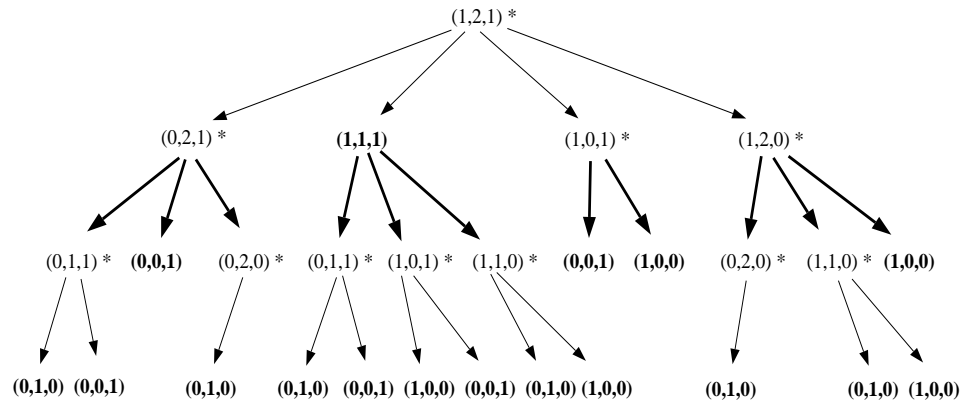 (1,2,1) *
(0,2,1) * (1,1,1) (1,0,1) * (1,2,0) *
(0,1,1) * (0,0,1) (0,2,0) * (0,1,1) * (1,0,1) * (1,1,0) * (0,0,1) (1,0,0) (0,2,0) * (1,1,0) * (1,0,0)
(0,1,0) (0,0,1) (0,1,0) (0,1,0) (0,0,1) (1,0,0) (0,0,1) (0,1,0) (1,0,0) (0,1,0) (0,1,0) (1,0,0)